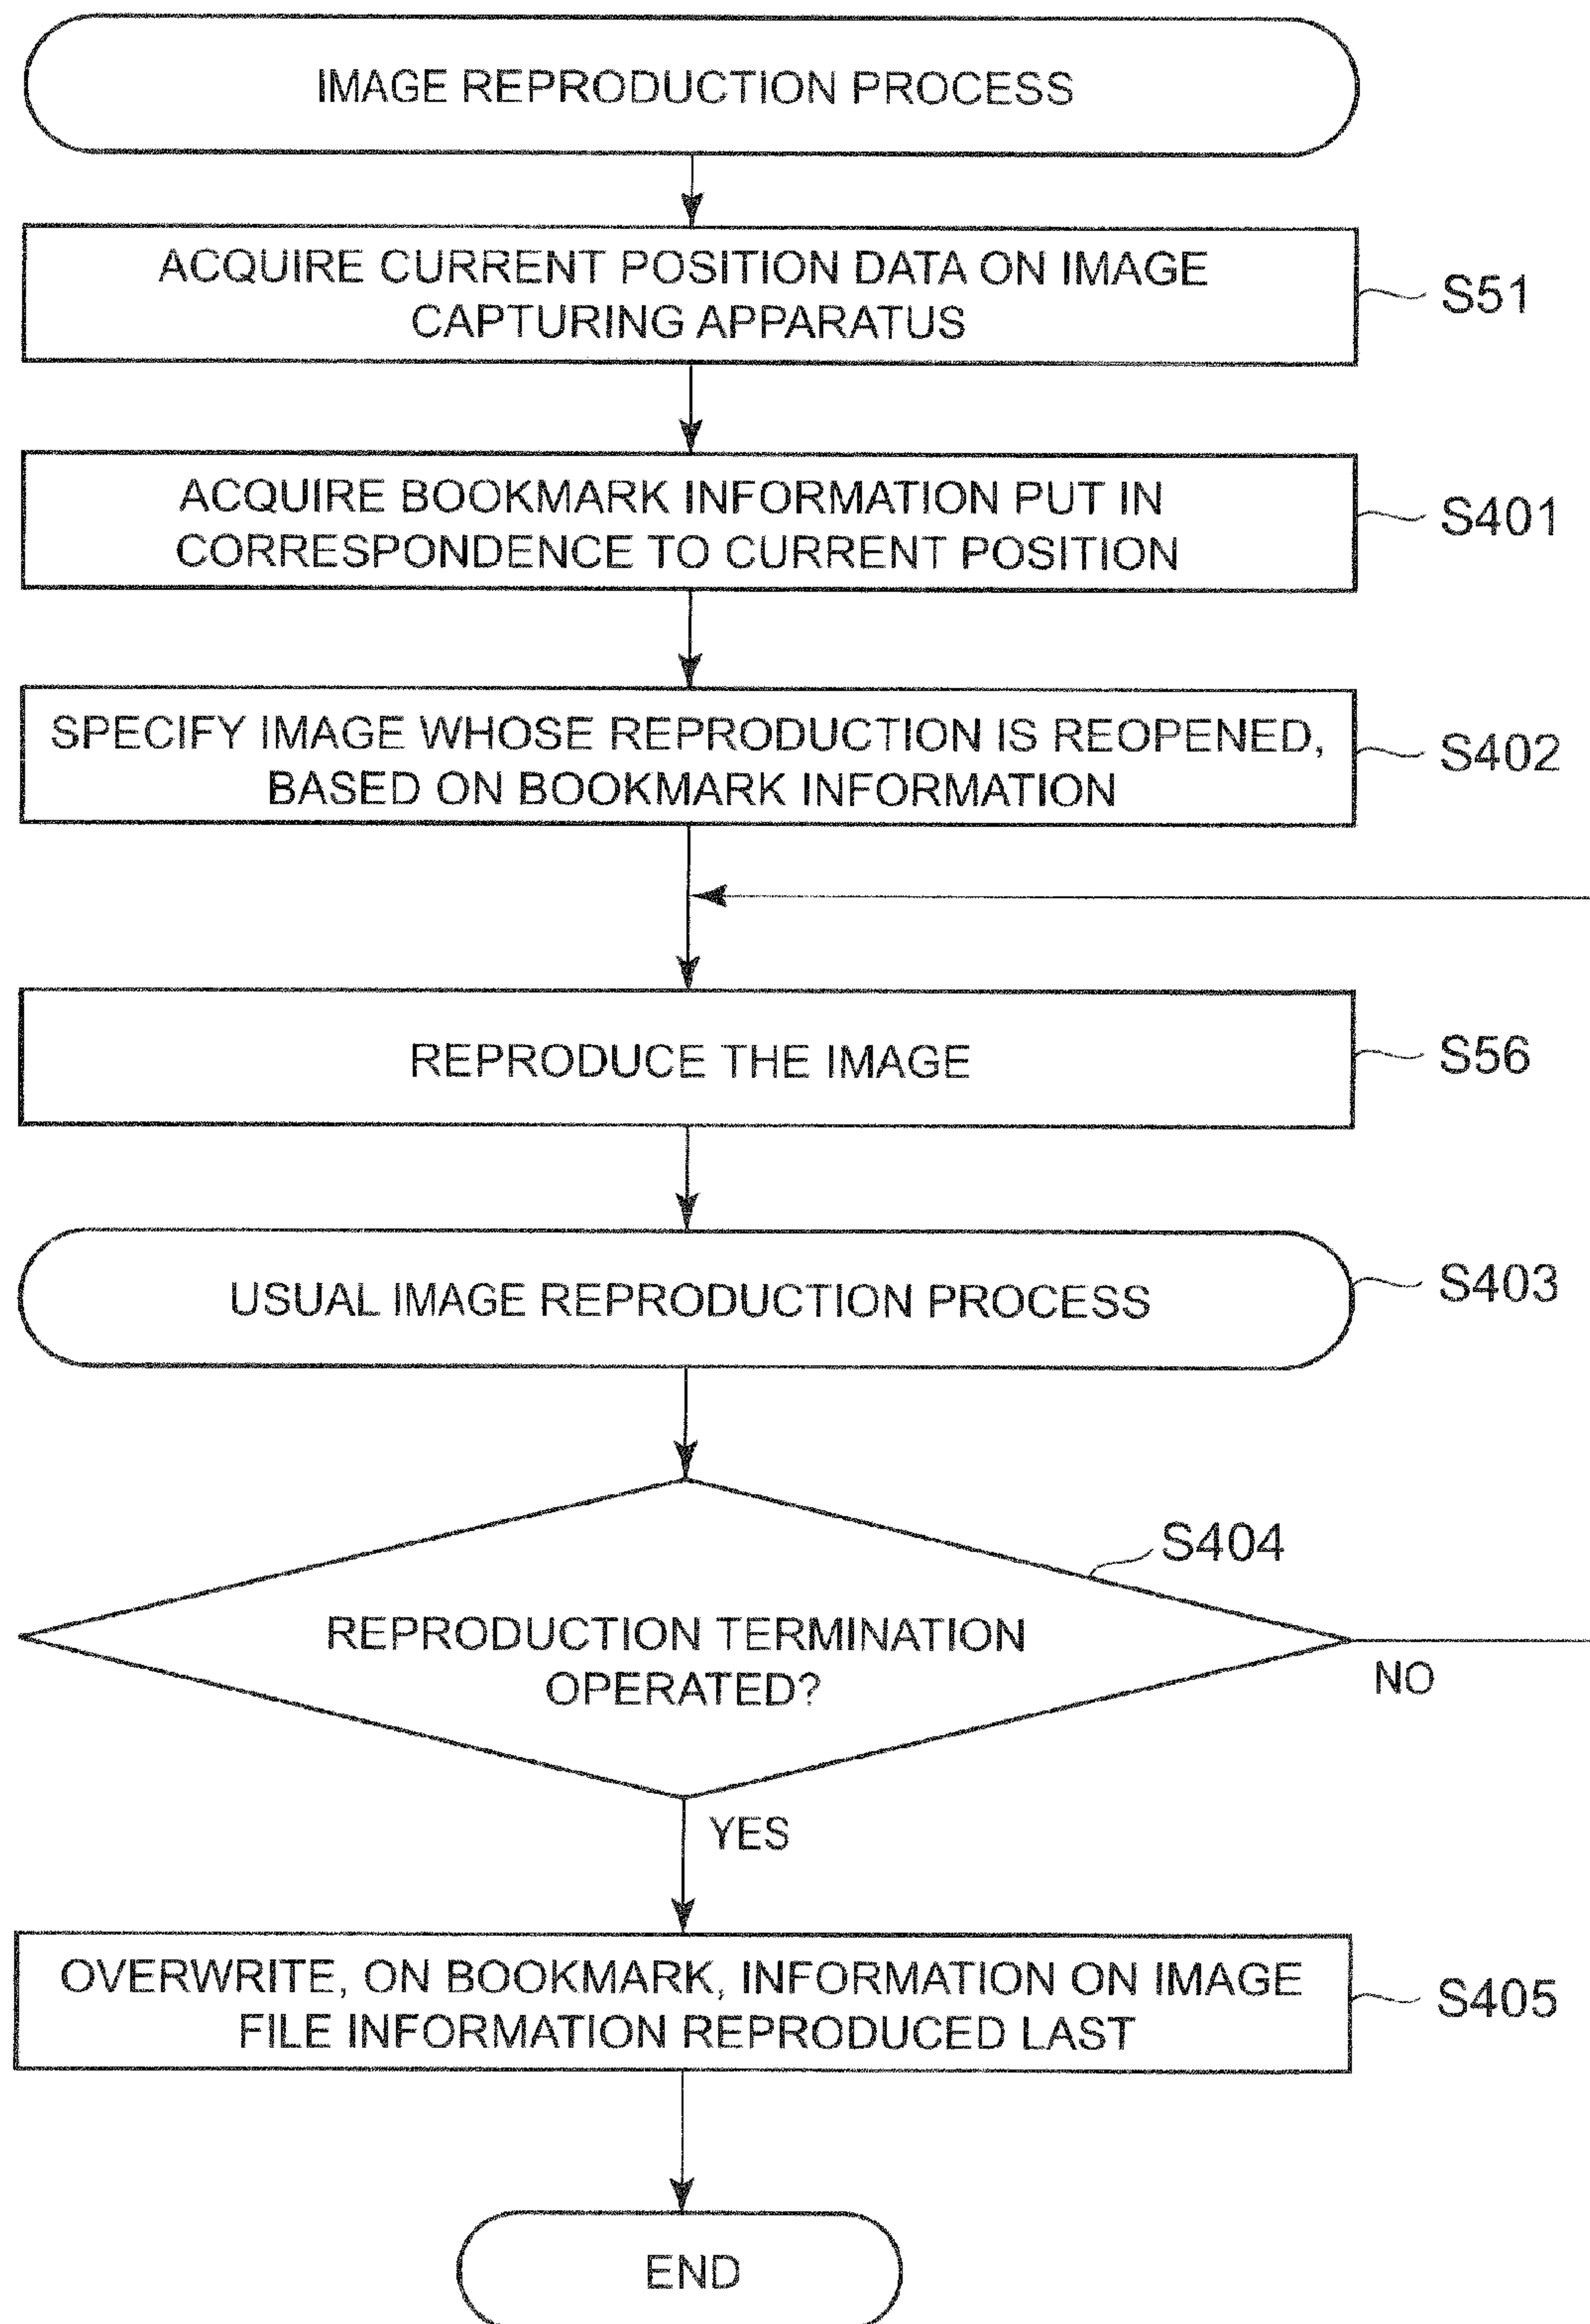 IMAGE REPRODUCTION PROCESS
ACQUIRE CURRENT POSITION DATA ON IMAGE
CAPTURING APPARATUS
S51
ACQUIRE BOOKMARK INFORMATION PUT IN
CORRESPONDENCE TO CURRENT POSITION
S401
SPECIFY IMAGE WHOSE REPRODUCTION IS REOPENED,
BASED ON BOOKMARK INFORMATION
S402
REPRODUCE THE IMAGE
S56
USUAL IMAGE REPRODUCTION PROCESS
S403
S404
REPRODUCTION TERMINATION
OPERATED?
NO
YES
OVERWRITE, ON BOOKMARK, INFORMATION ON IMAGE
FILE INFORMATION REPRODUCED LAST
S405
END